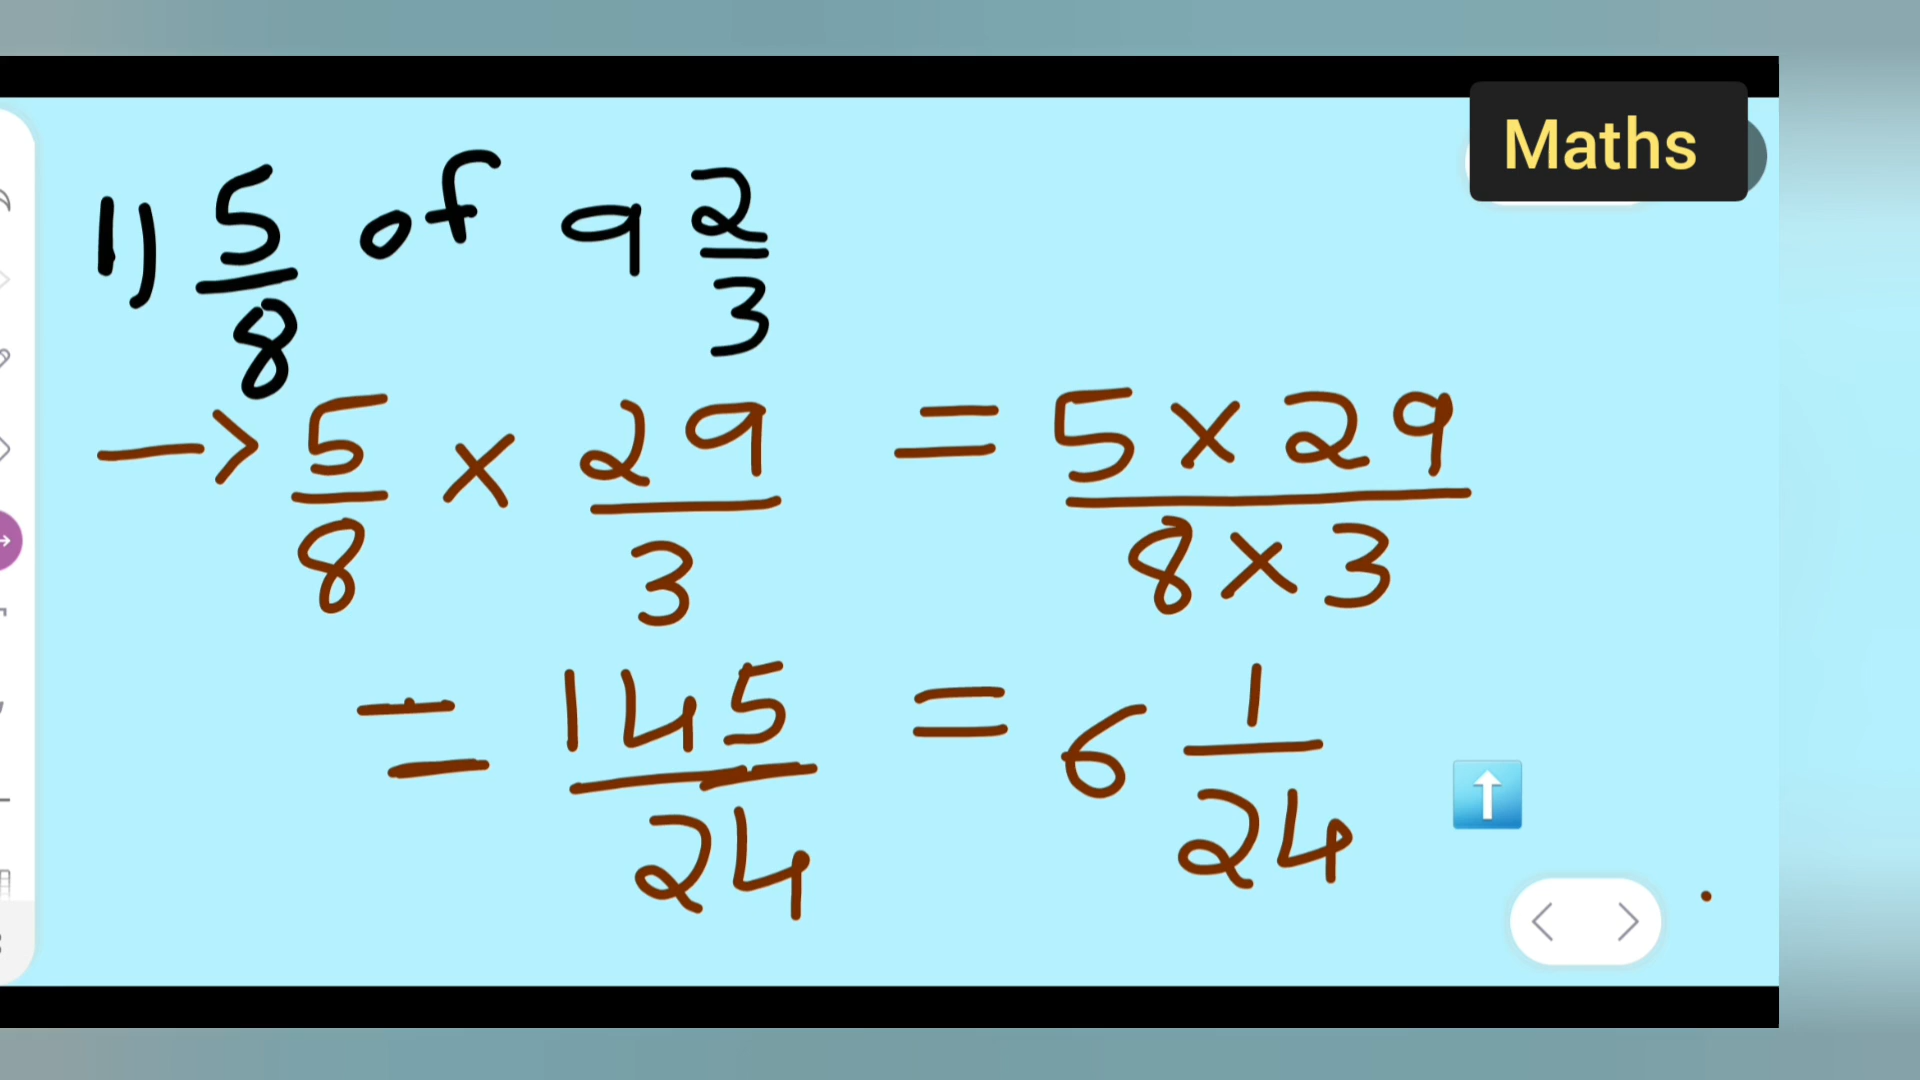 Maths
1) 5/8 of 9 2/3
→ 5/8 × 29/3 = 5 × 29 / 8 × 3
= 145/24 = 6 1/24